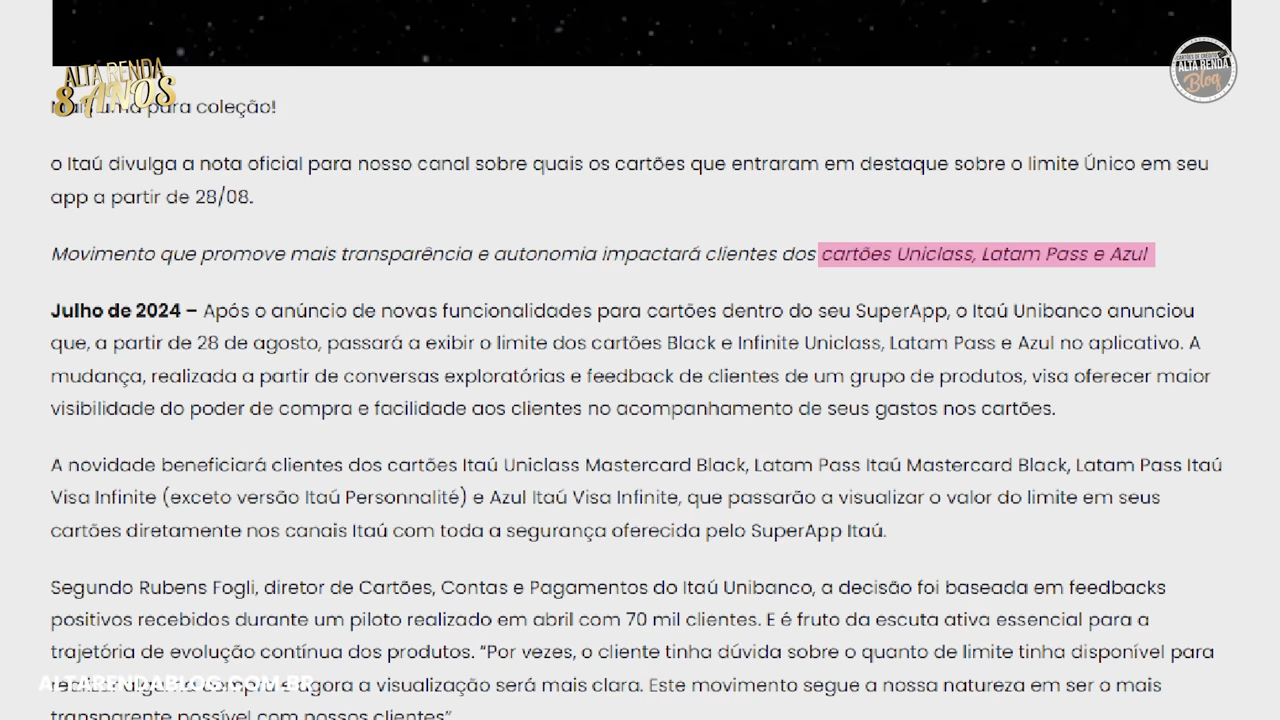 ALTA RENDA
8 ANOS
CARTÕES DE CRÉDITO
ALTA RENDA
Blog
para coleção!
o Itaú divulga a nota oficial para nosso canal sobre quais os cartões que entraram em destaque sobre o limite Único em seu
app a partir de 28/08.
Movimento que promove mais transparência e autonomia impactará clientes dos cartões Uniclass, Latam Pass e Azul
Julho de 2024 – Após o anúncio de novas funcionalidades para cartões dentro do seu SuperApp, o Itaú Unibanco anunciou
que, a partir de 28 de agosto, passará a exibir o limite dos cartões Black e Infinite Uniclass, Latam Pass e Azul no aplicativo. A
mudança, realizada a partir de conversas exploratórias e feedback de clientes de um grupo de produtos, visa oferecer maior
visibilidade do poder de compra e facilidade aos clientes no acompanhamento de seus gastos nos cartões.
A novidade beneficiará clientes dos cartões Itaú Uniclass Mastercard Black, Latam Pass Itaú Mastercard Black, Latam Pass Itaú
Visa Infinite (exceto versão Itaú Personnalité) e Azul Itaú Visa Infinite, que passarão a visualizar o valor do limite em seus
cartões diretamente nos canais Itaú com toda a segurança oferecida pelo SuperApp Itaú.
Segundo Rubens Fogli, diretor de Cartões, Contas e Pagamentos do Itaú Unibanco, a decisão foi baseada em feedbacks
positivos recebidos durante um piloto realizado em abril com 70 mil clientes. E é fruto da escuta ativa essencial para a
trajetória de evolução contínua dos produtos. “Por vezes, o cliente tinha dúvida sobre o quanto de limite tinha disponível para
agora a visualização será mais clara. Este movimento segue a nossa natureza em ser o mais
ALTARENDABLOG.COM.BR
transparente possível com nossos clientes”